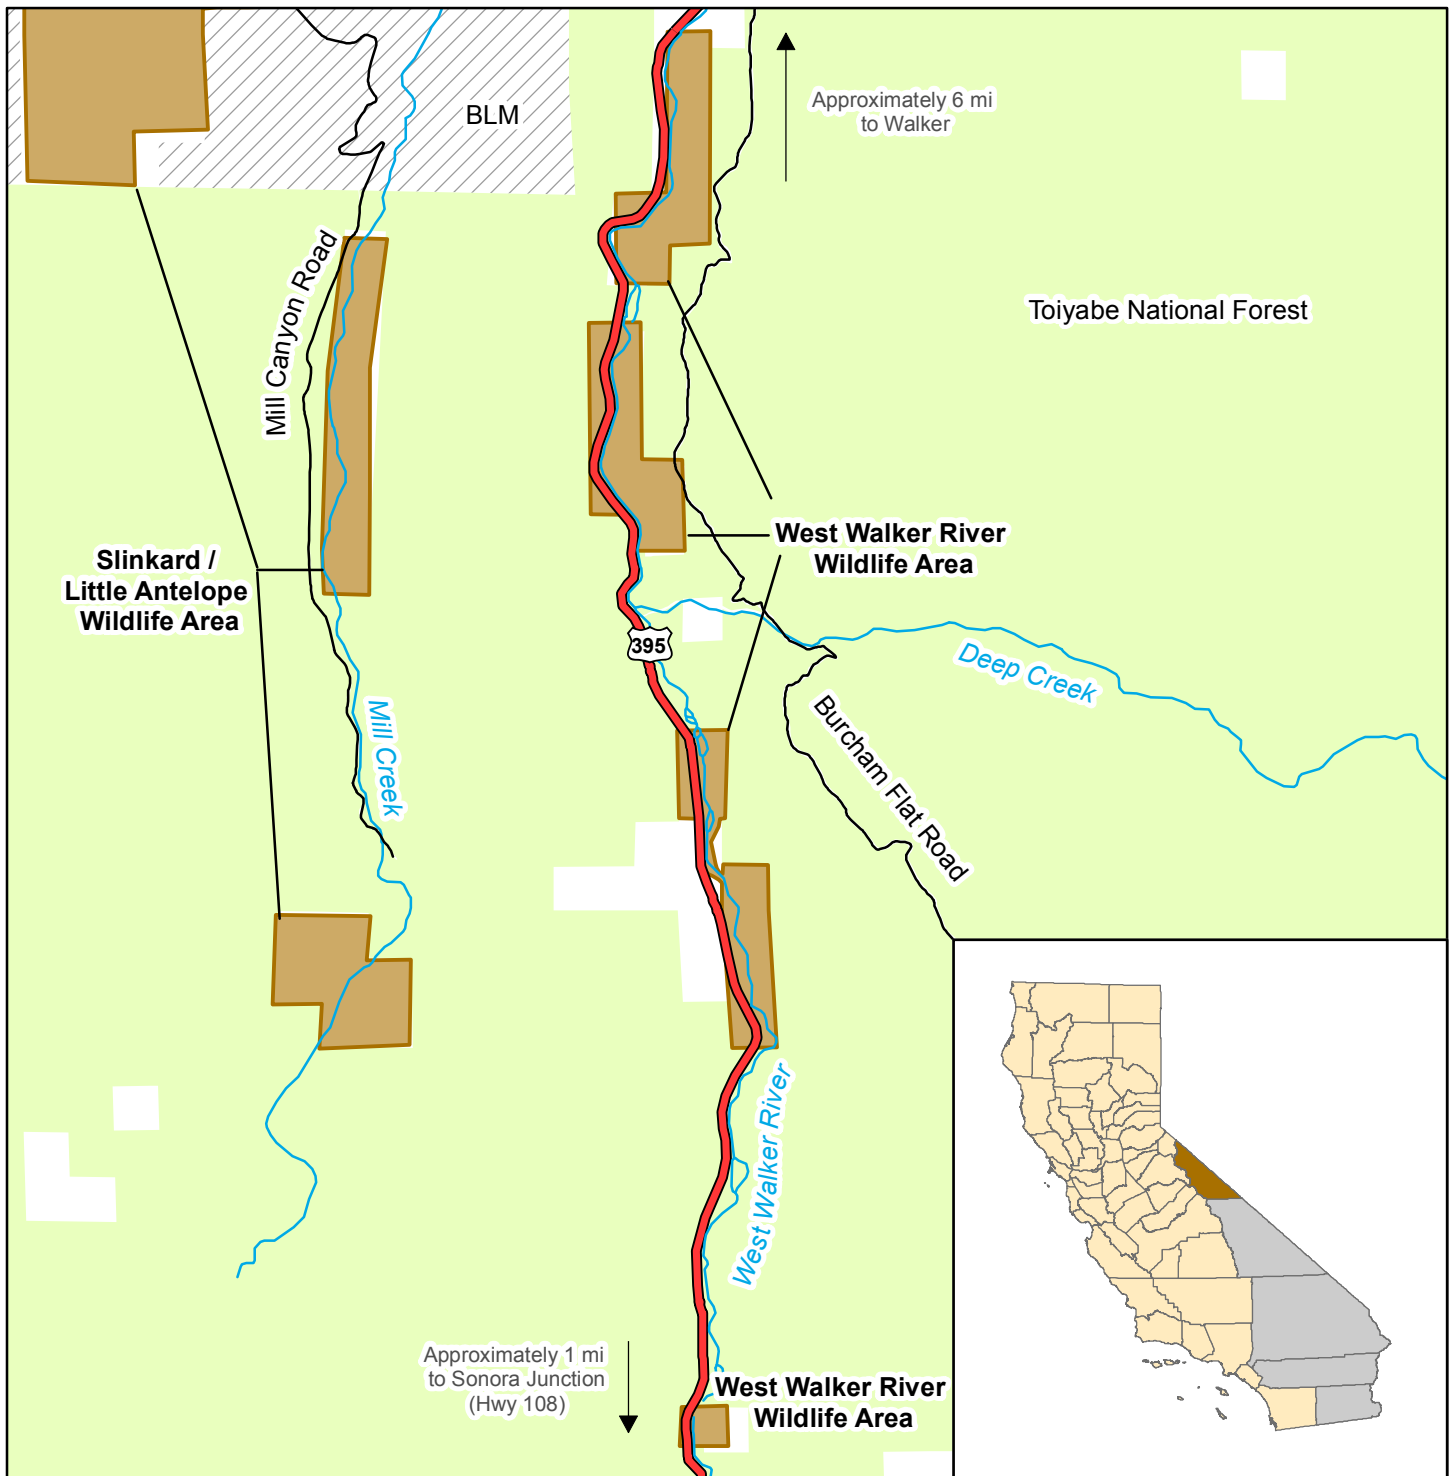 BLM
Approximately 6 mi
to Walker
Mill Canyon Road
Toiyabe National Forest
Slinkard /
Little Antelope
Wildlife Area
West Walker River
Wildlife Area
395
Deep Creek
Mill Creek
Burcham Flat Road
West Walker River
Approximately 1 mi
to Sonora Junction
(Hwy 108)
West Walker River
Wildlife Area